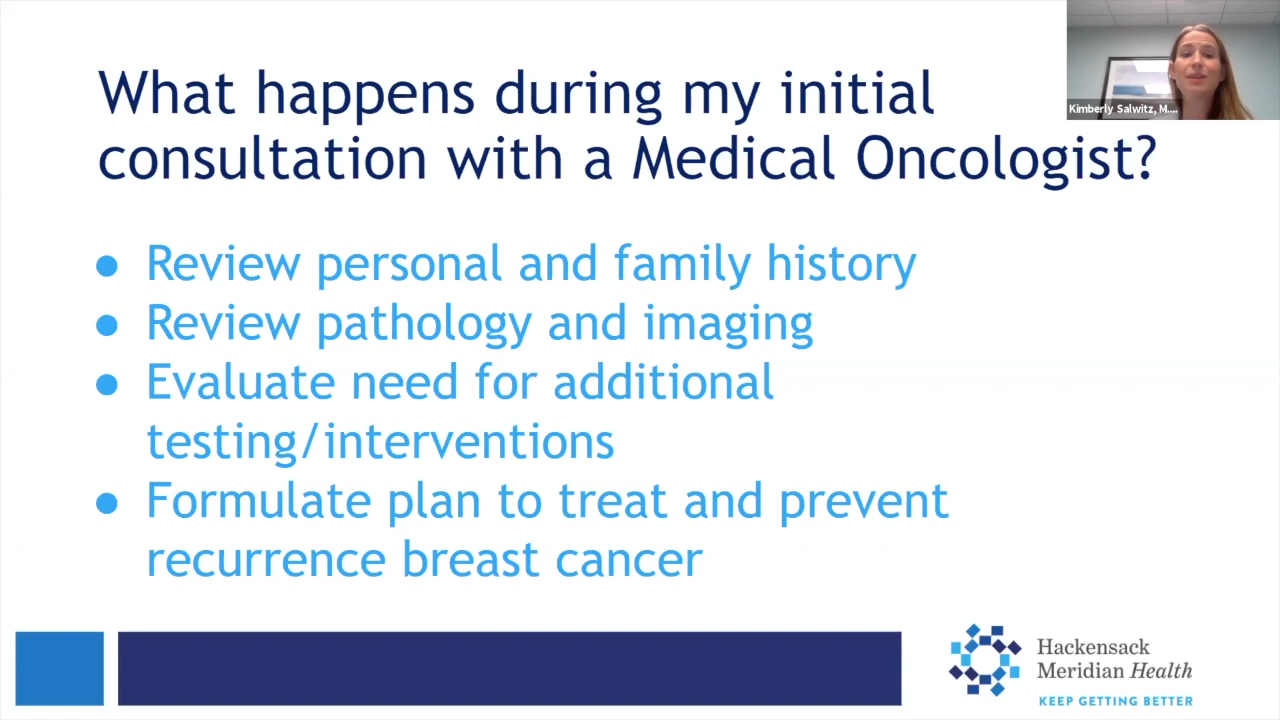 What happens during my initial
consultation with a Medical Oncologist?
Kimberly Salwitz, M....
● Review personal and family history
● Review pathology and imaging
● Evaluate need for additional
testing/interventions
● Formulate plan to treat and prevent
recurrence breast cancer
Hackensack
Meridian Health
KEEP GETTING BETTER